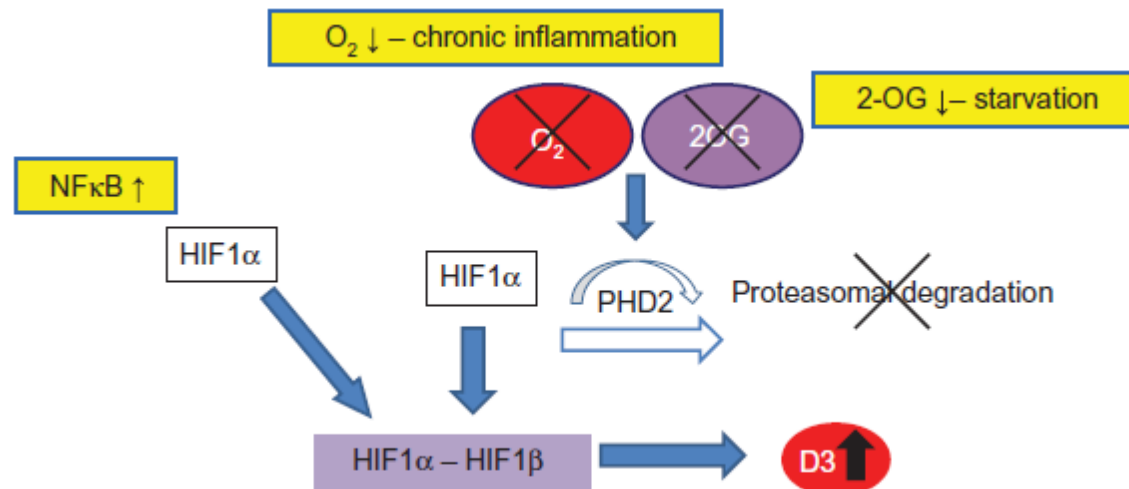 O₂ ↓ – chronic inflammation
2-OG ↓– starvation
O₂
2OG
NFκB ↑
HIF1α
HIF1α
PHD2
Proteasomal degradation
HIF1α – HIF1β
D3